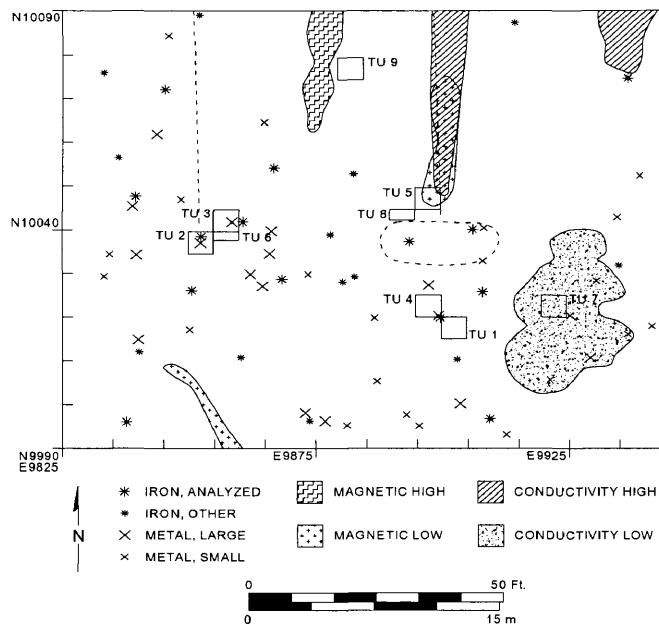 N10090
TU 9
TU 5
TU 8
TU 3
N10040
TU 2
TU 6
TU 4
TU 7
TU 1
N9990
E9825
E9875
E9925
N
IRON, ANALYZED
IRON, OTHER
METAL, LARGE
METAL, SMALL
MAGNETIC HIGH
MAGNETIC LOW
CONDUCTIVITY HIGH
CONDUCTIVITY LOW
0
50 Ft.
0
15 m